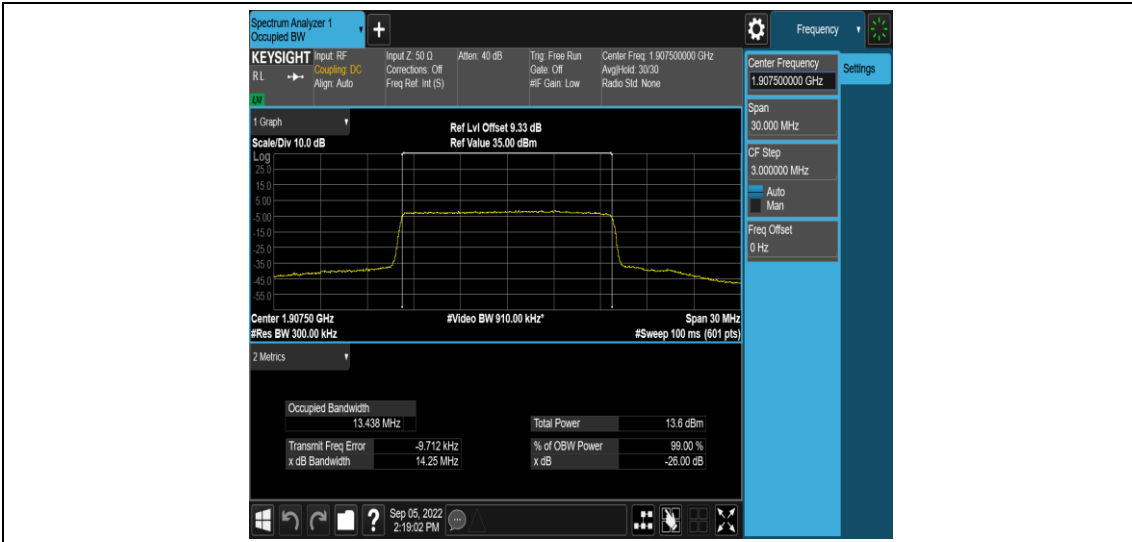 Spectrum Analyzer 1
Occupied BW
+
Frequency
KEYSIGHT
RL
LXI
Input: RF
Coupling: DC
Align: Auto
Input Z: 50 Ω
Corrections: Off
Freq Ref: Int (S)
Atten: 40 dB
Trig: Free Run
Gate: Off
#IF Gain: Low
Center Freq: 1.907500000 GHz
Avg|Hold: 30/30
Radio Std: None
Center Frequency
1.907500000 GHz
Settings
Span
30.000 MHz
CF Step
3.000000 MHz
Auto
Man
Freq Offset
0 Hz
1 Graph
Scale/Div 10.0 dB
Ref Lvl Offset 9.33 dB
Ref Value 35.00 dBm
Log
25.0
15.0
5.00
-5.00
-15.0
-25.0
-35.0
-45.0
-55.0
Center 1.90750 GHz
#Video BW 910.00 kHz*
Span 30 MHz
#Res BW 300.00 kHz
#Sweep 100 ms (601 pts)
2 Metrics
Occupied Bandwidth
13.438 MHz
Total Power 13.6 dBm
Transmit Freq Error -9.712 kHz
% of OBW Power 99.00 %
x dB Bandwidth 14.25 MHz
x dB -26.00 dB
?
Sep 05, 2022
2:19:02 PM